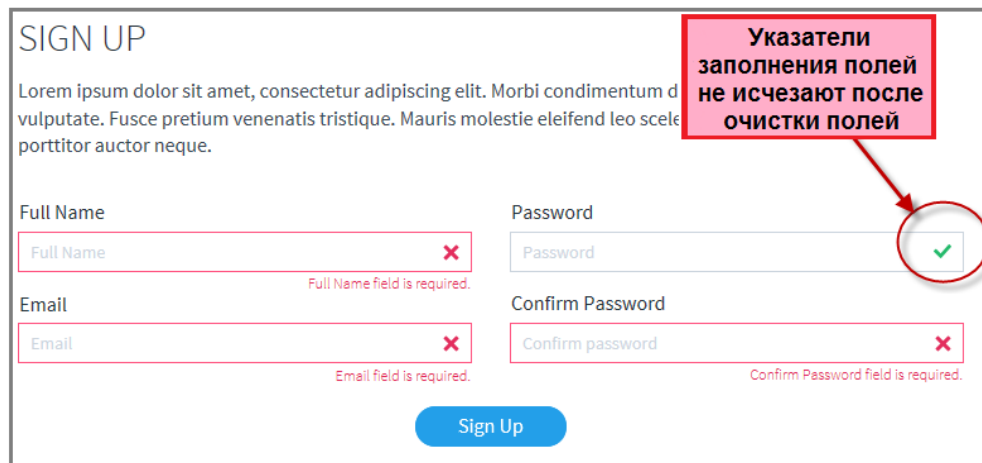 SIGN UP
Указатели
заполнения полей
не исчезают после
очистки полей
Lorem ipsum dolor sit amet, consectetur adipiscing elit. Morbi condimentum d
vulputate. Fusce pretium venenatis tristique. Mauris molestie eleifend leo scele
porttitor auctor neque.
Full Name
Full Name
Full Name field is required.
Email
Email
Email field is required.
Password
Password
Confirm Password
Confirm password
Confirm Password field is required.
Sign Up